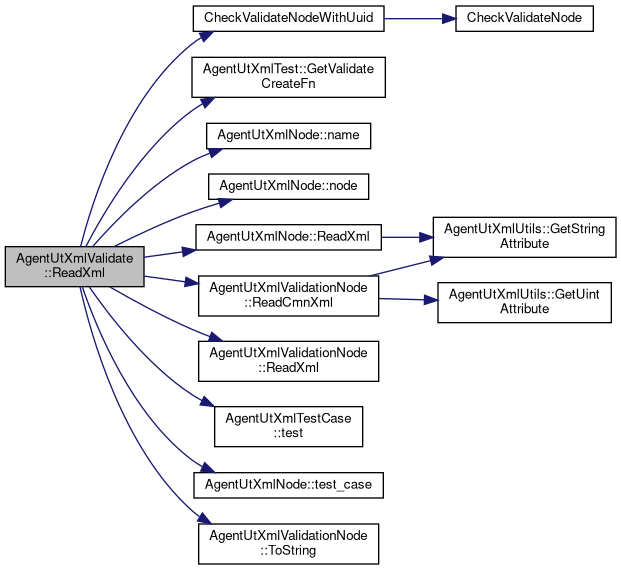 CheckValidateNodeWithUuid
CheckValidateNode
AgentUtXmlTest::GetValidate
CreateFn
AgentUtXmlNode::name
AgentUtXmlNode::node
AgentUtXmlNode::ReadXml
AgentUtXmlUtils::GetString
Attribute
AgentUtXmlValidate
::ReadXml
AgentUtXmlValidationNode
::ReadCmnXml
AgentUtXmlUtils::GetUint
Attribute
AgentUtXmlValidationNode
::ReadXml
AgentUtXmlTestCase
::test
AgentUtXmlNode::test_case
AgentUtXmlValidationNode
::ToString